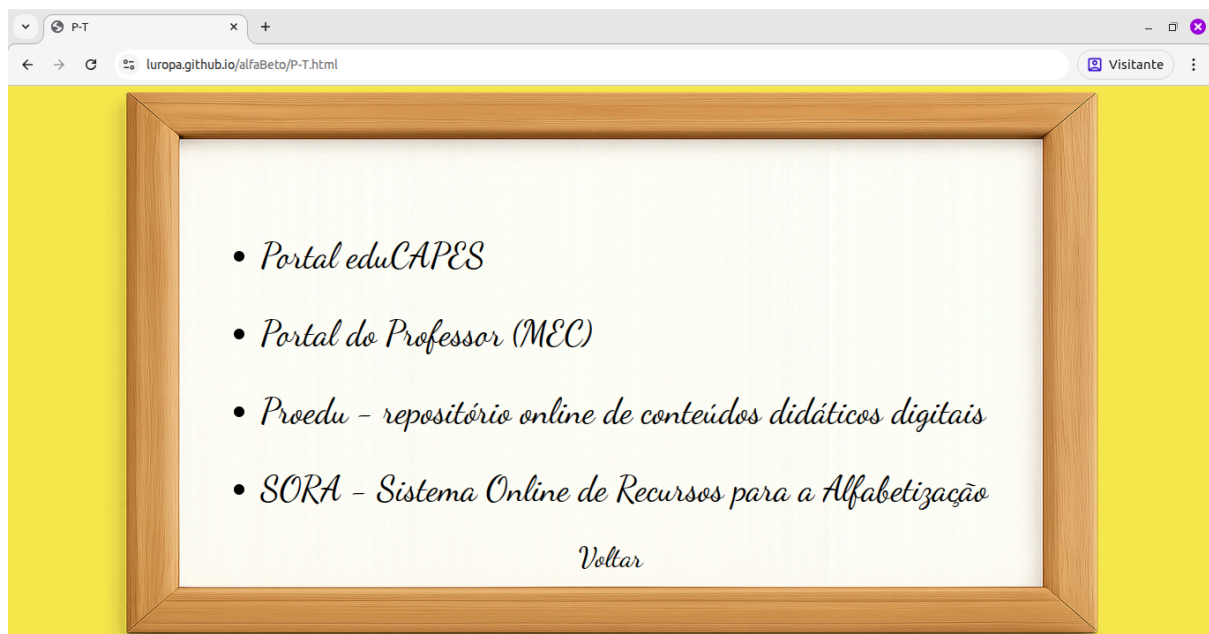 P-T
luropa.github.io/alfaBeto/P-T.html
Visitante
• Portal eduCAPES
• Portal do Professor (MEC)
• Proedu - repositório online de conteúdos didáticos digitais
• SORA - Sistema Online de Recursos para a Alfabetização
Voltar